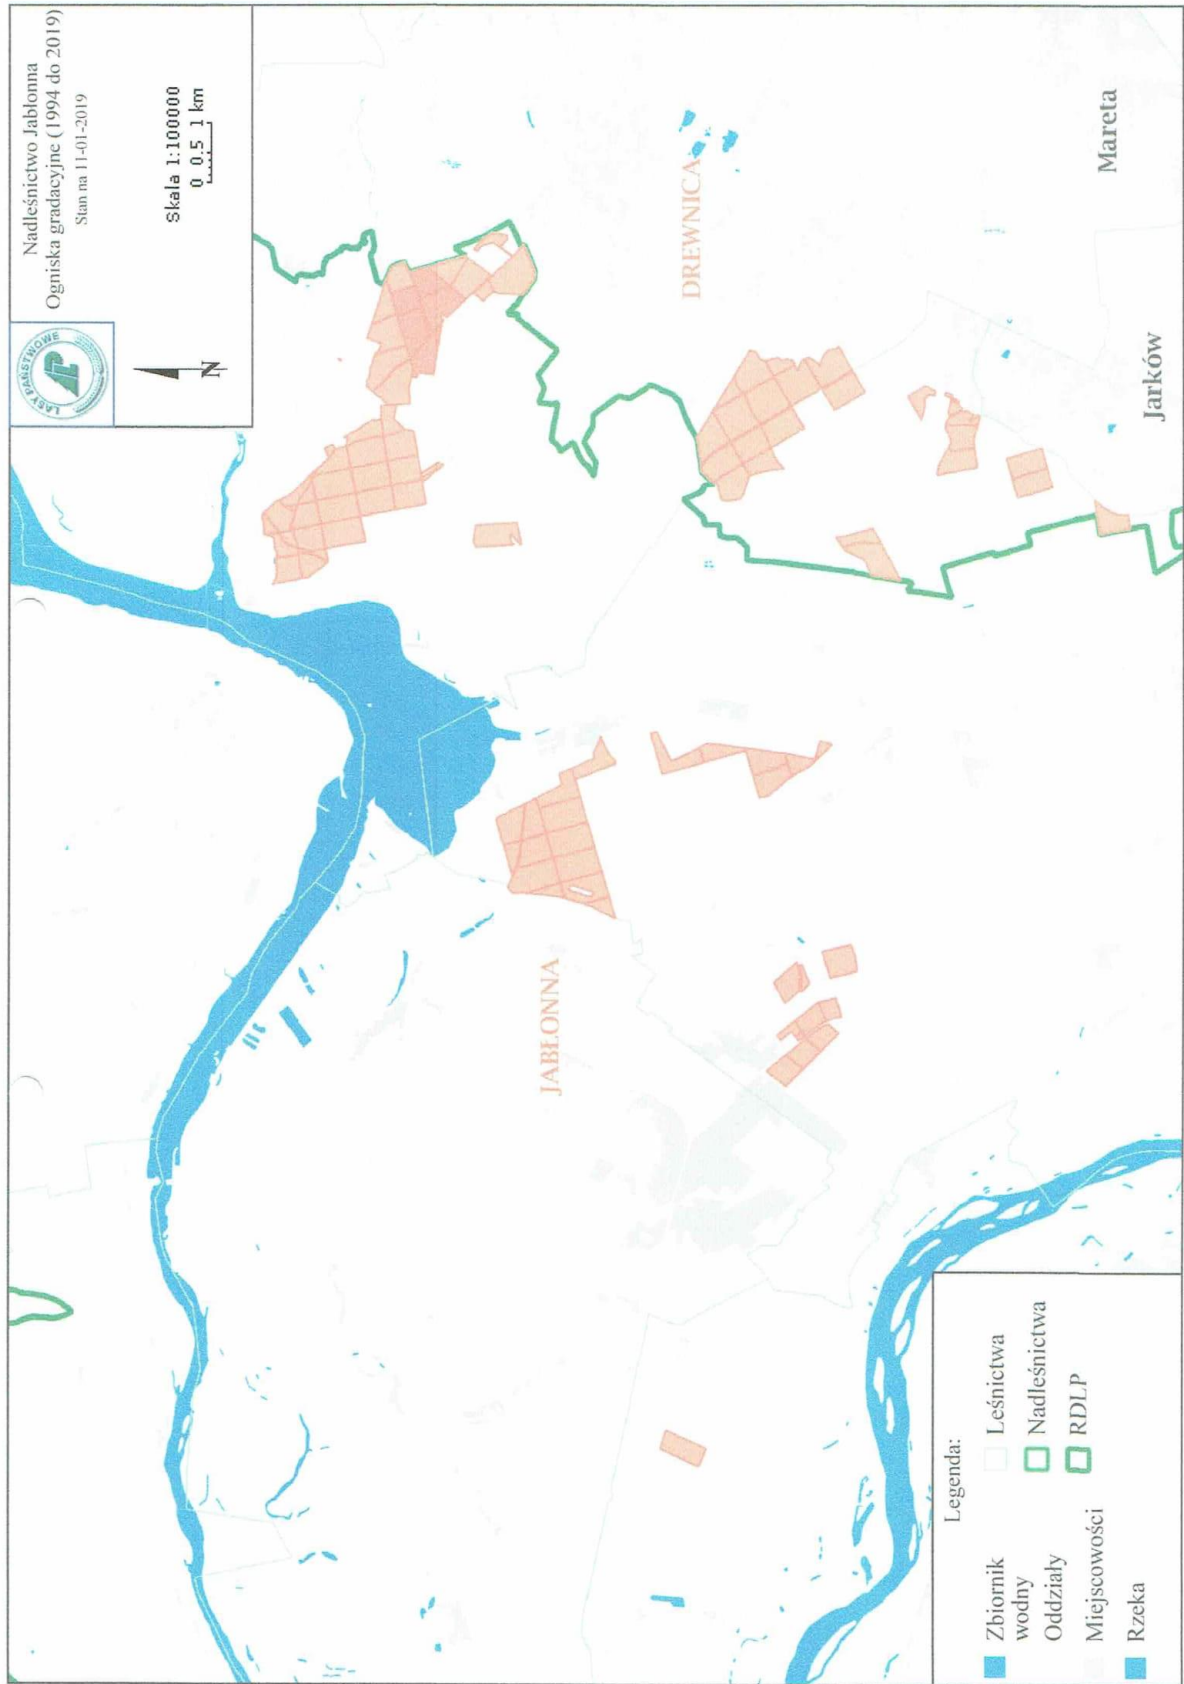 Nadleśnictwo Jabłonna
Ogniska gradacyjne (1994 do 2019)
Stan na 11-01-2019
LASY PAŃSTWOWE
LP
N
Skala 1:100000
0 0.5 1 km
DREWNICA
JABŁONNA
Mareta
Jarków
Legenda:
Zbiornik
wodny
Oddziały
Miejscowości
Rzeka
Leśnictwa
Nadleśnictwa
RDLP